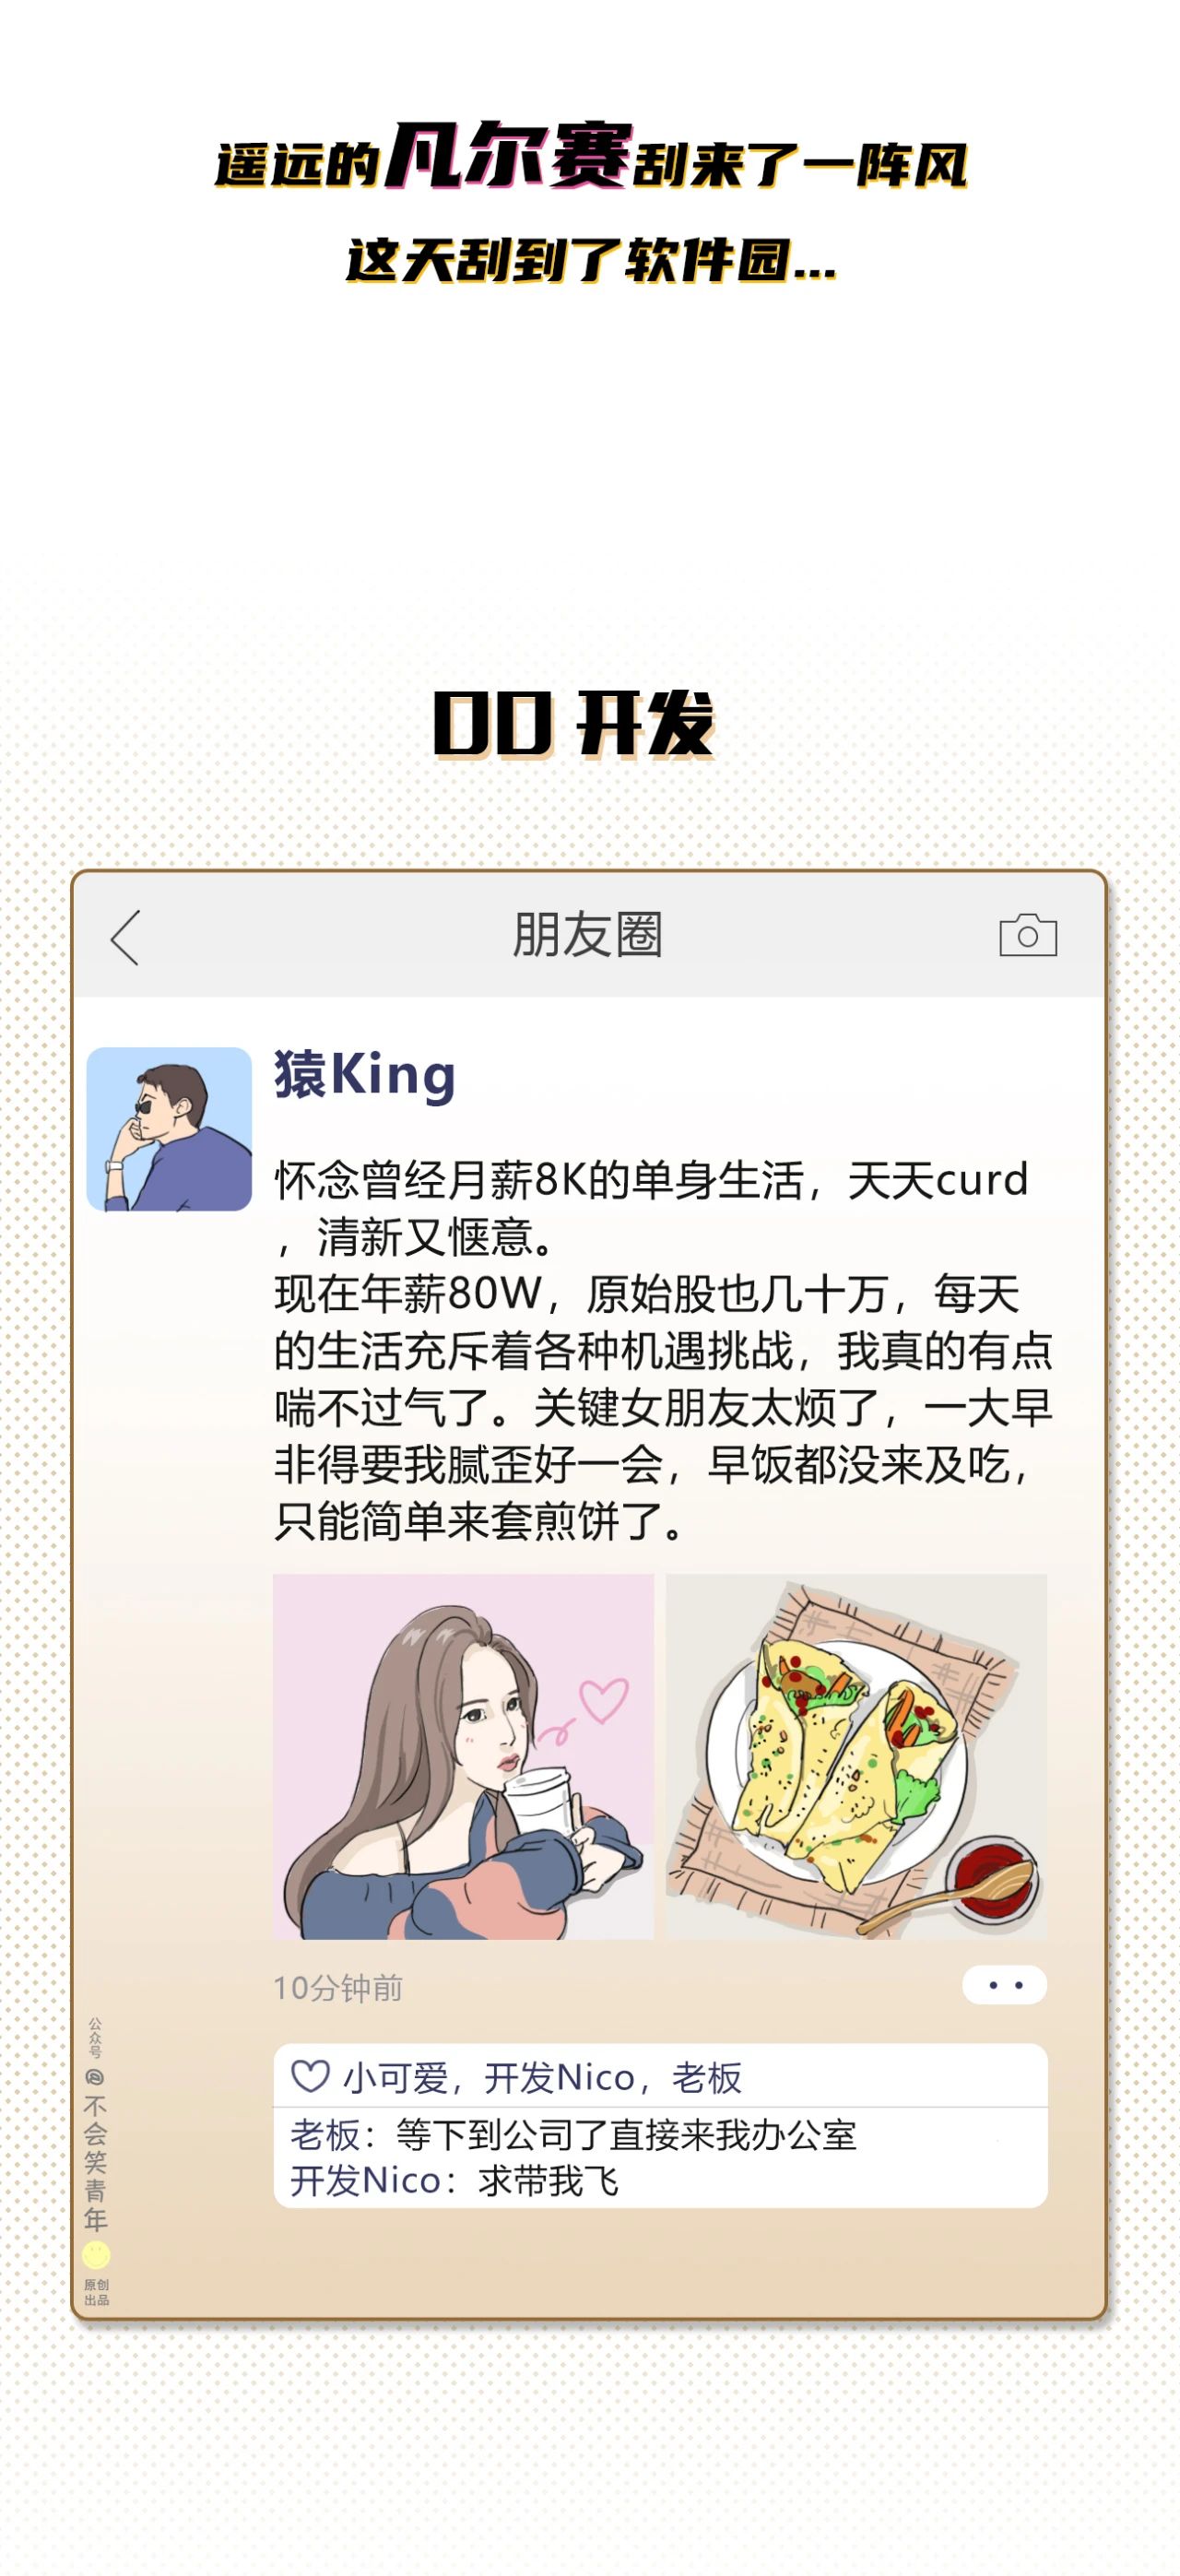 遥远的凡尔赛刮来了一阵风
这天刮到了软件园...
00 开发
朋友圈
猿King
怀念曾经月薪8K的单身生活，天天curd
，清新又惬意。
现在年薪80W，原始股也几十万，每天
的生活充斥着各种机遇挑战，我真的有点
喘不过气了。关键女朋友太烦了，一大早
非得要我腻歪好一会，早饭都没来及吃，
只能简单来套煎饼了。
10分钟前
小可爱，开发Nico，老板
老板：等下到公司了直接来我办公室
开发Nico：求带我飞
公众号
@不会笑青年
原创
出品